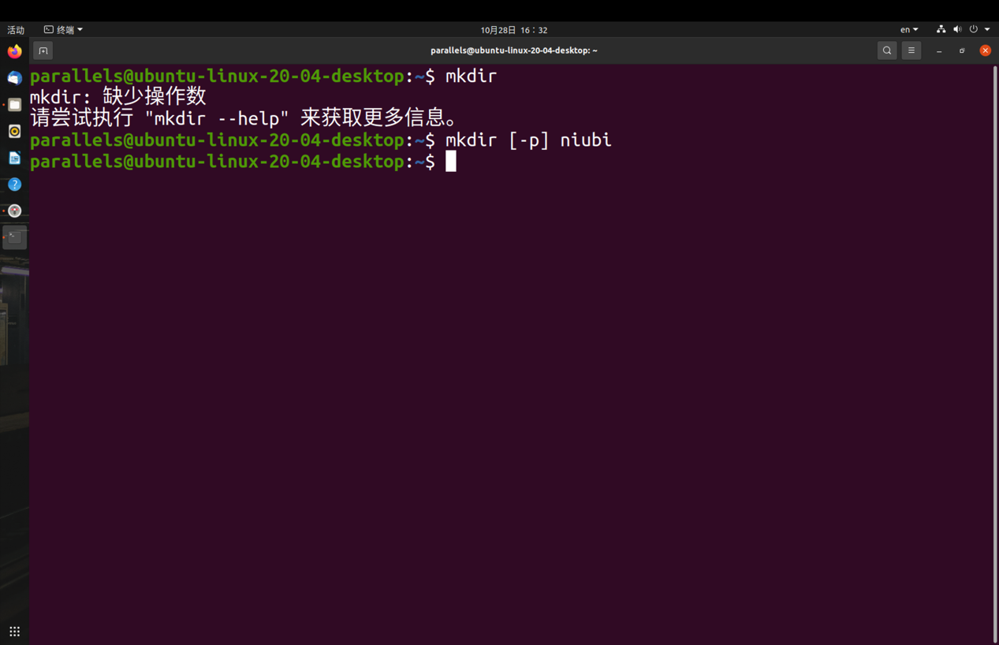 活动
终端
10月28日 16：32
en
parallels@ubuntu-linux-20-04-desktop: ~
parallels@ubuntu-linux-20-04-desktop:~$ mkdir
mkdir: 缺少操作数
请尝试执行 "mkdir --help" 来获取更多信息。
parallels@ubuntu-linux-20-04-desktop:~$ mkdir [-p] niubi
parallels@ubuntu-linux-20-04-desktop:~$